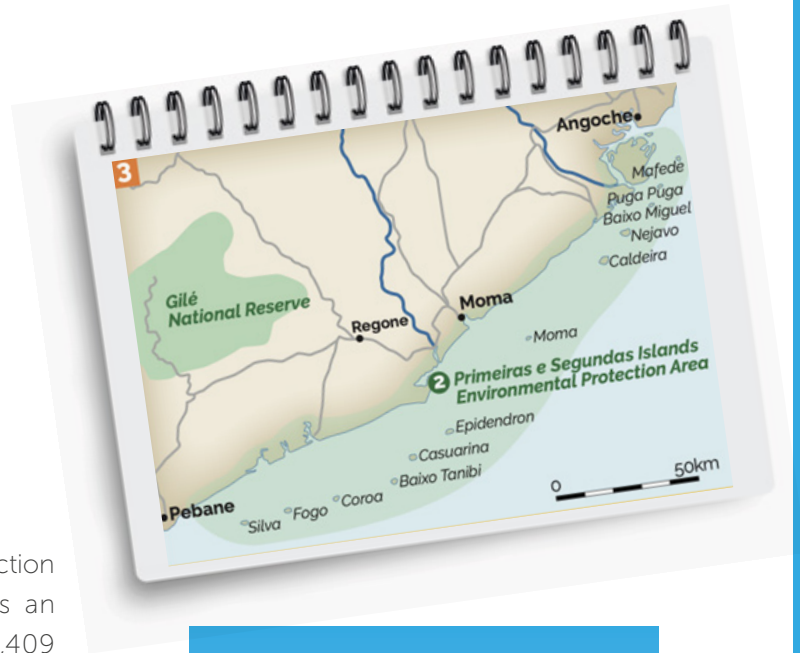 3
Angoche
Mafede
Puga Puga
Baixo Miguel
Nejavo
Caldeira
Gilé
National Reserve
Moma
Regone
Moma
2 Primeiras e Segundas Islands
Environmental Protection Area
Epidendron
Casuarina
Baixo Tanibi
Coroa
Fogo
Silva
Pebane
0 50km
ction
s an
.409